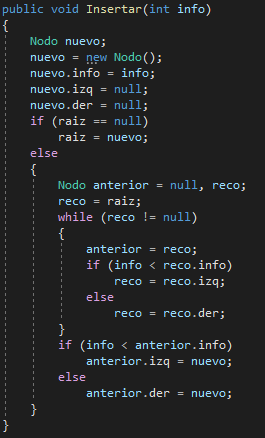 public void Insertar(int info)
{
    Nodo nuevo;
    nuevo = new Nodo();
    nuevo.info = info;
    nuevo.izq = null;
    nuevo.der = null;
    if (raiz == null)
        raiz = nuevo;
    else
    {
        Nodo anterior = null, reco;
        reco = raiz;
        while (reco != null)
        {
            anterior = reco;
            if (info < reco.info)
                reco = reco.izq;
            else
                reco = reco.der;
        }
        if (info < anterior.info)
            anterior.izq = nuevo;
        else
            anterior.der = nuevo;
    }
}